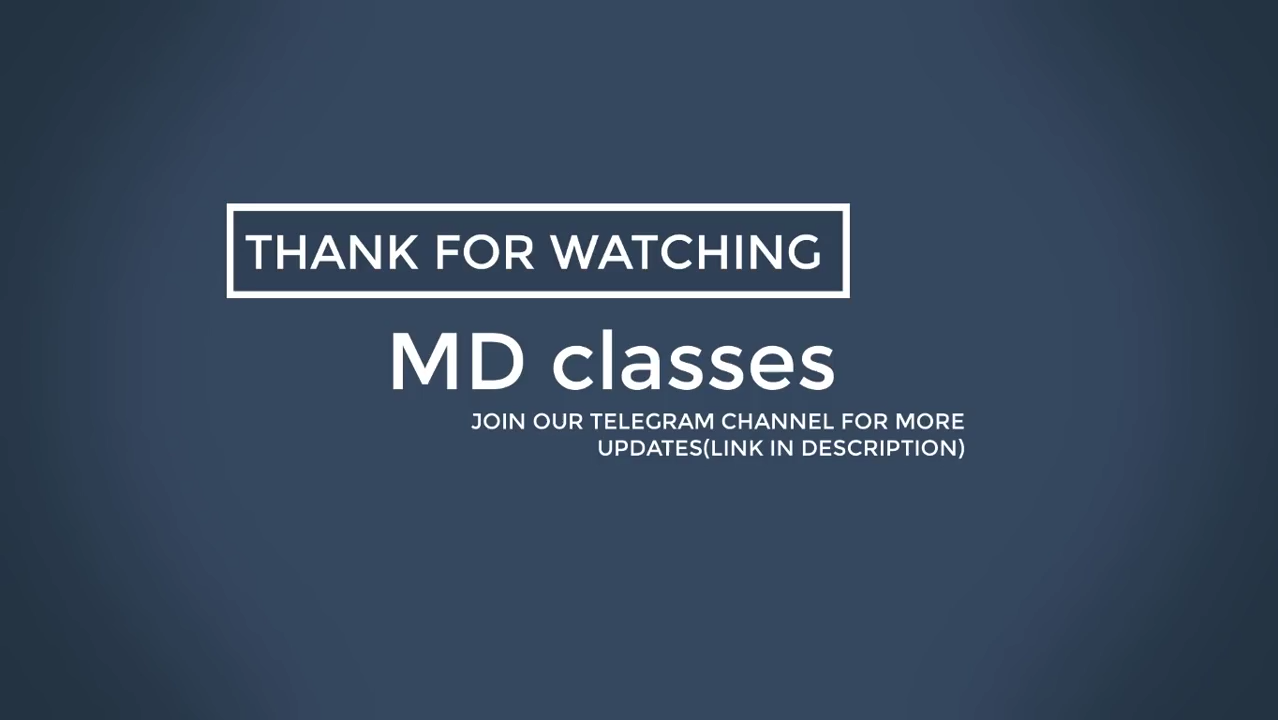 THANK FOR WATCHING
MD classes
JOIN OUR TELEGRAM CHANNEL FOR MORE
UPDATES(LINK IN DESCRIPTION)